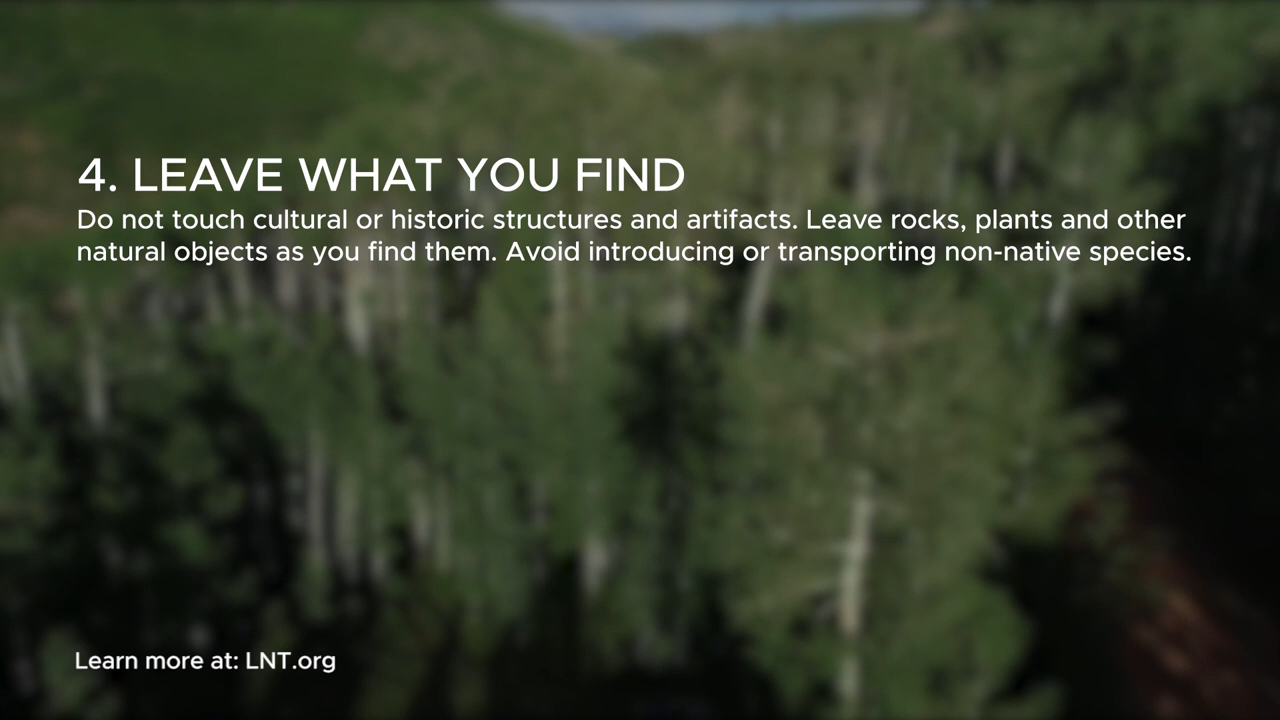 4. LEAVE WHAT YOU FIND
Do not touch cultural or historic structures and artifacts. Leave rocks, plants and other
natural objects as you find them. Avoid introducing or transporting non-native species.
Learn more at: LNT.org